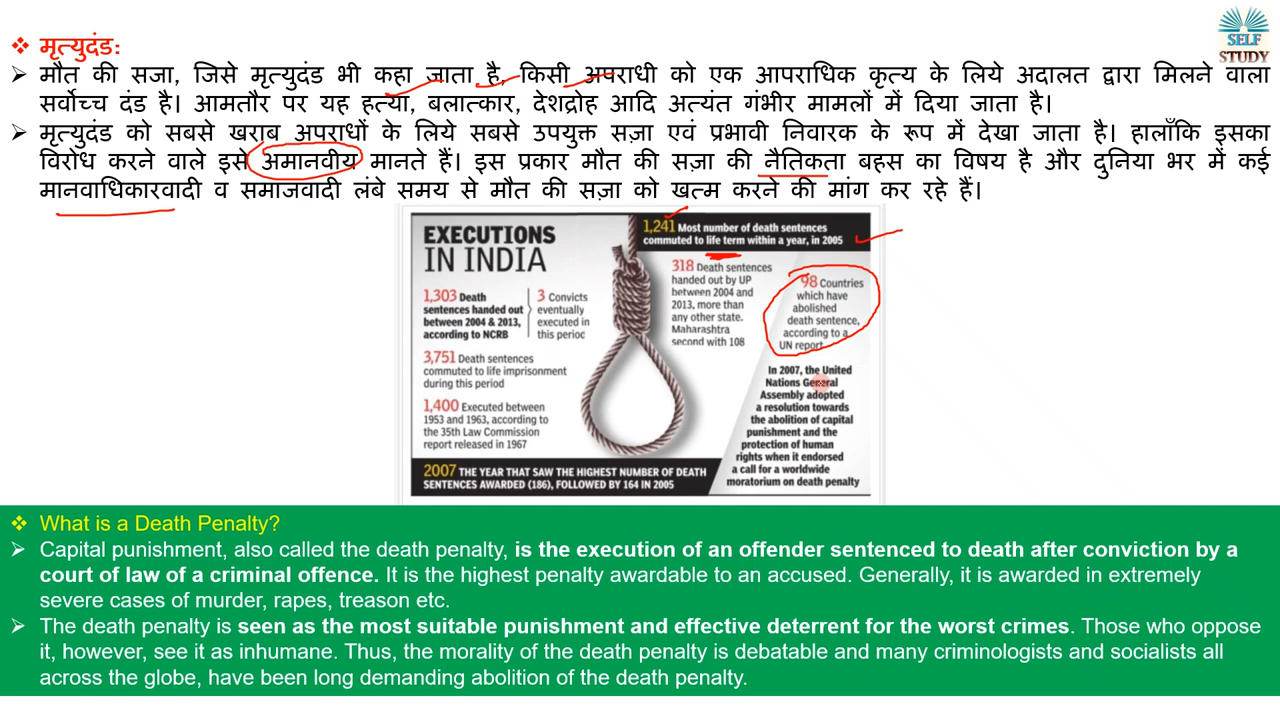 SELF
STUDY
❖ मृत्युदंड:
➢ मौत की सजा, जिसे मृत्युदंड भी कहा जाता है, किसी अपराधी को एक आपराधिक कृत्य के लिये अदालत द्वारा मिलने वाला
सर्वोच्च दंड है। आमतौर पर यह हत्या, बलात्कार, देशद्रोह आदि अत्यंत गंभीर मामलों में दिया जाता है।
➢ मृत्युदंड को सबसे खराब अपराधों के लिये सबसे उपयुक्त सज़ा एवं प्रभावी निवारक के रूप में देखा जाता है। हालाँकि इसका
विरोध करने वाले इसे अमानवीय मानते हैं। इस प्रकार मौत की सज़ा की नैतिकता बहस का विषय है और दुनिया भर में कई
मानवाधिकारवादी व समाजवादी लंबे समय से मौत की सज़ा को खत्म करने की मांग कर रहे हैं।
EXECUTIONS
IN INDIA
1,303 Death
sentences handed out
between 2004 & 2013,
according to NCRB
3 Convicts
eventually
executed in
this period
3,751 Death sentences
commuted to life imprisonment
during this period
1,400 Executed between
1953 and 1963, according to
the 35th Law Commission
report released in 1967
2007 THE YEAR THAT SAW THE HIGHEST NUMBER OF DEATH
SENTENCES AWARDED (186), FOLLOWED BY 164 IN 2005
1,241 Most number of death sentences
commuted to life term within a year, in 2005
318 Death sentences
handed out by UP
between 2004 and
2013, more than
any other state.
Maharashtra
second with 108
98 Countries
which have
abolished
death sentence,
according to a
UN report
In 2007, the United
Nations General
Assembly adopted
a resolution towards
the abolition of capital
punishment and the
protection of human
rights when it endorsed
a call for a worldwide
moratorium on death penalty
❖ What is a Death Penalty?
➢ Capital punishment, also called the death penalty, is the execution of an offender sentenced to death after conviction by a
court of law of a criminal offence. It is the highest penalty awardable to an accused. Generally, it is awarded in extremely
severe cases of murder, rapes, treason etc.
➢ The death penalty is seen as the most suitable punishment and effective deterrent for the worst crimes. Those who oppose
it, however, see it as inhumane. Thus, the morality of the death penalty is debatable and many criminologists and socialists all
across the globe, have been long demanding abolition of the death penalty.